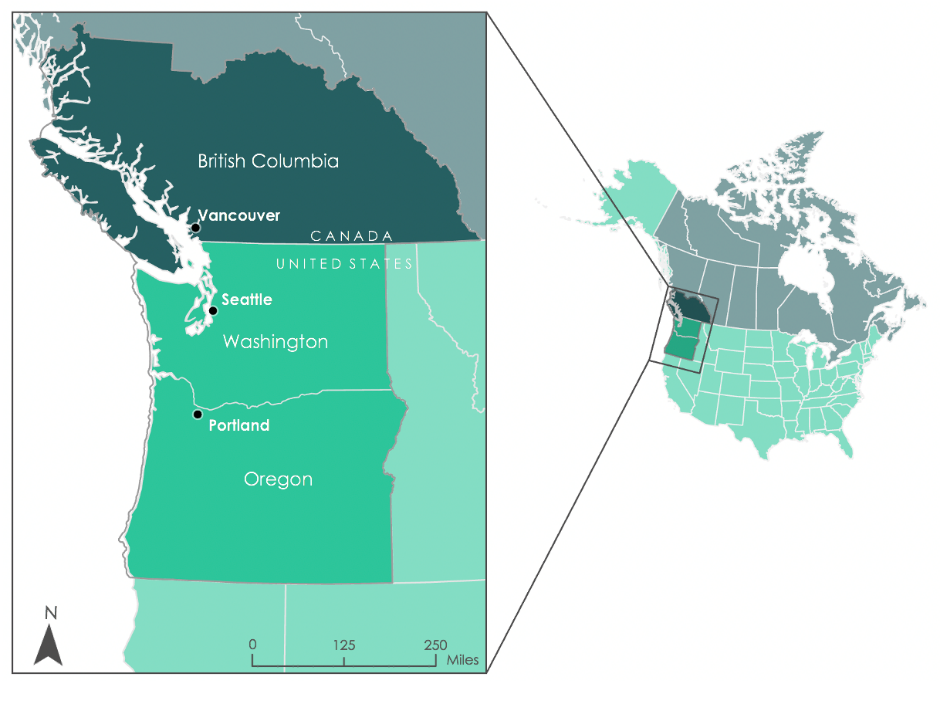 British Columbia
Vancouver
CANADA
UNITED STATES
Seattle
Washington
Portland
Oregon
N
0 125 250
Miles